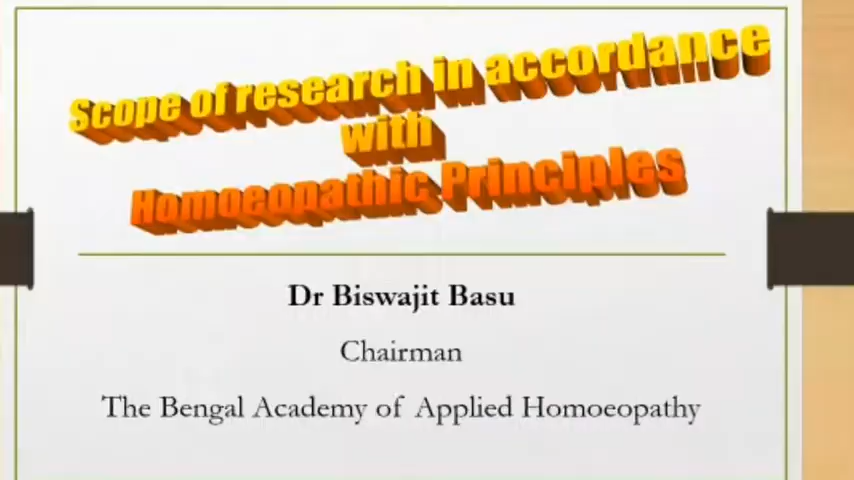 Scope of research in accordance
with
Homoeopathic Principles
Dr Biswajit Basu
Chairman
The Bengal Academy of Applied Homoeopathy